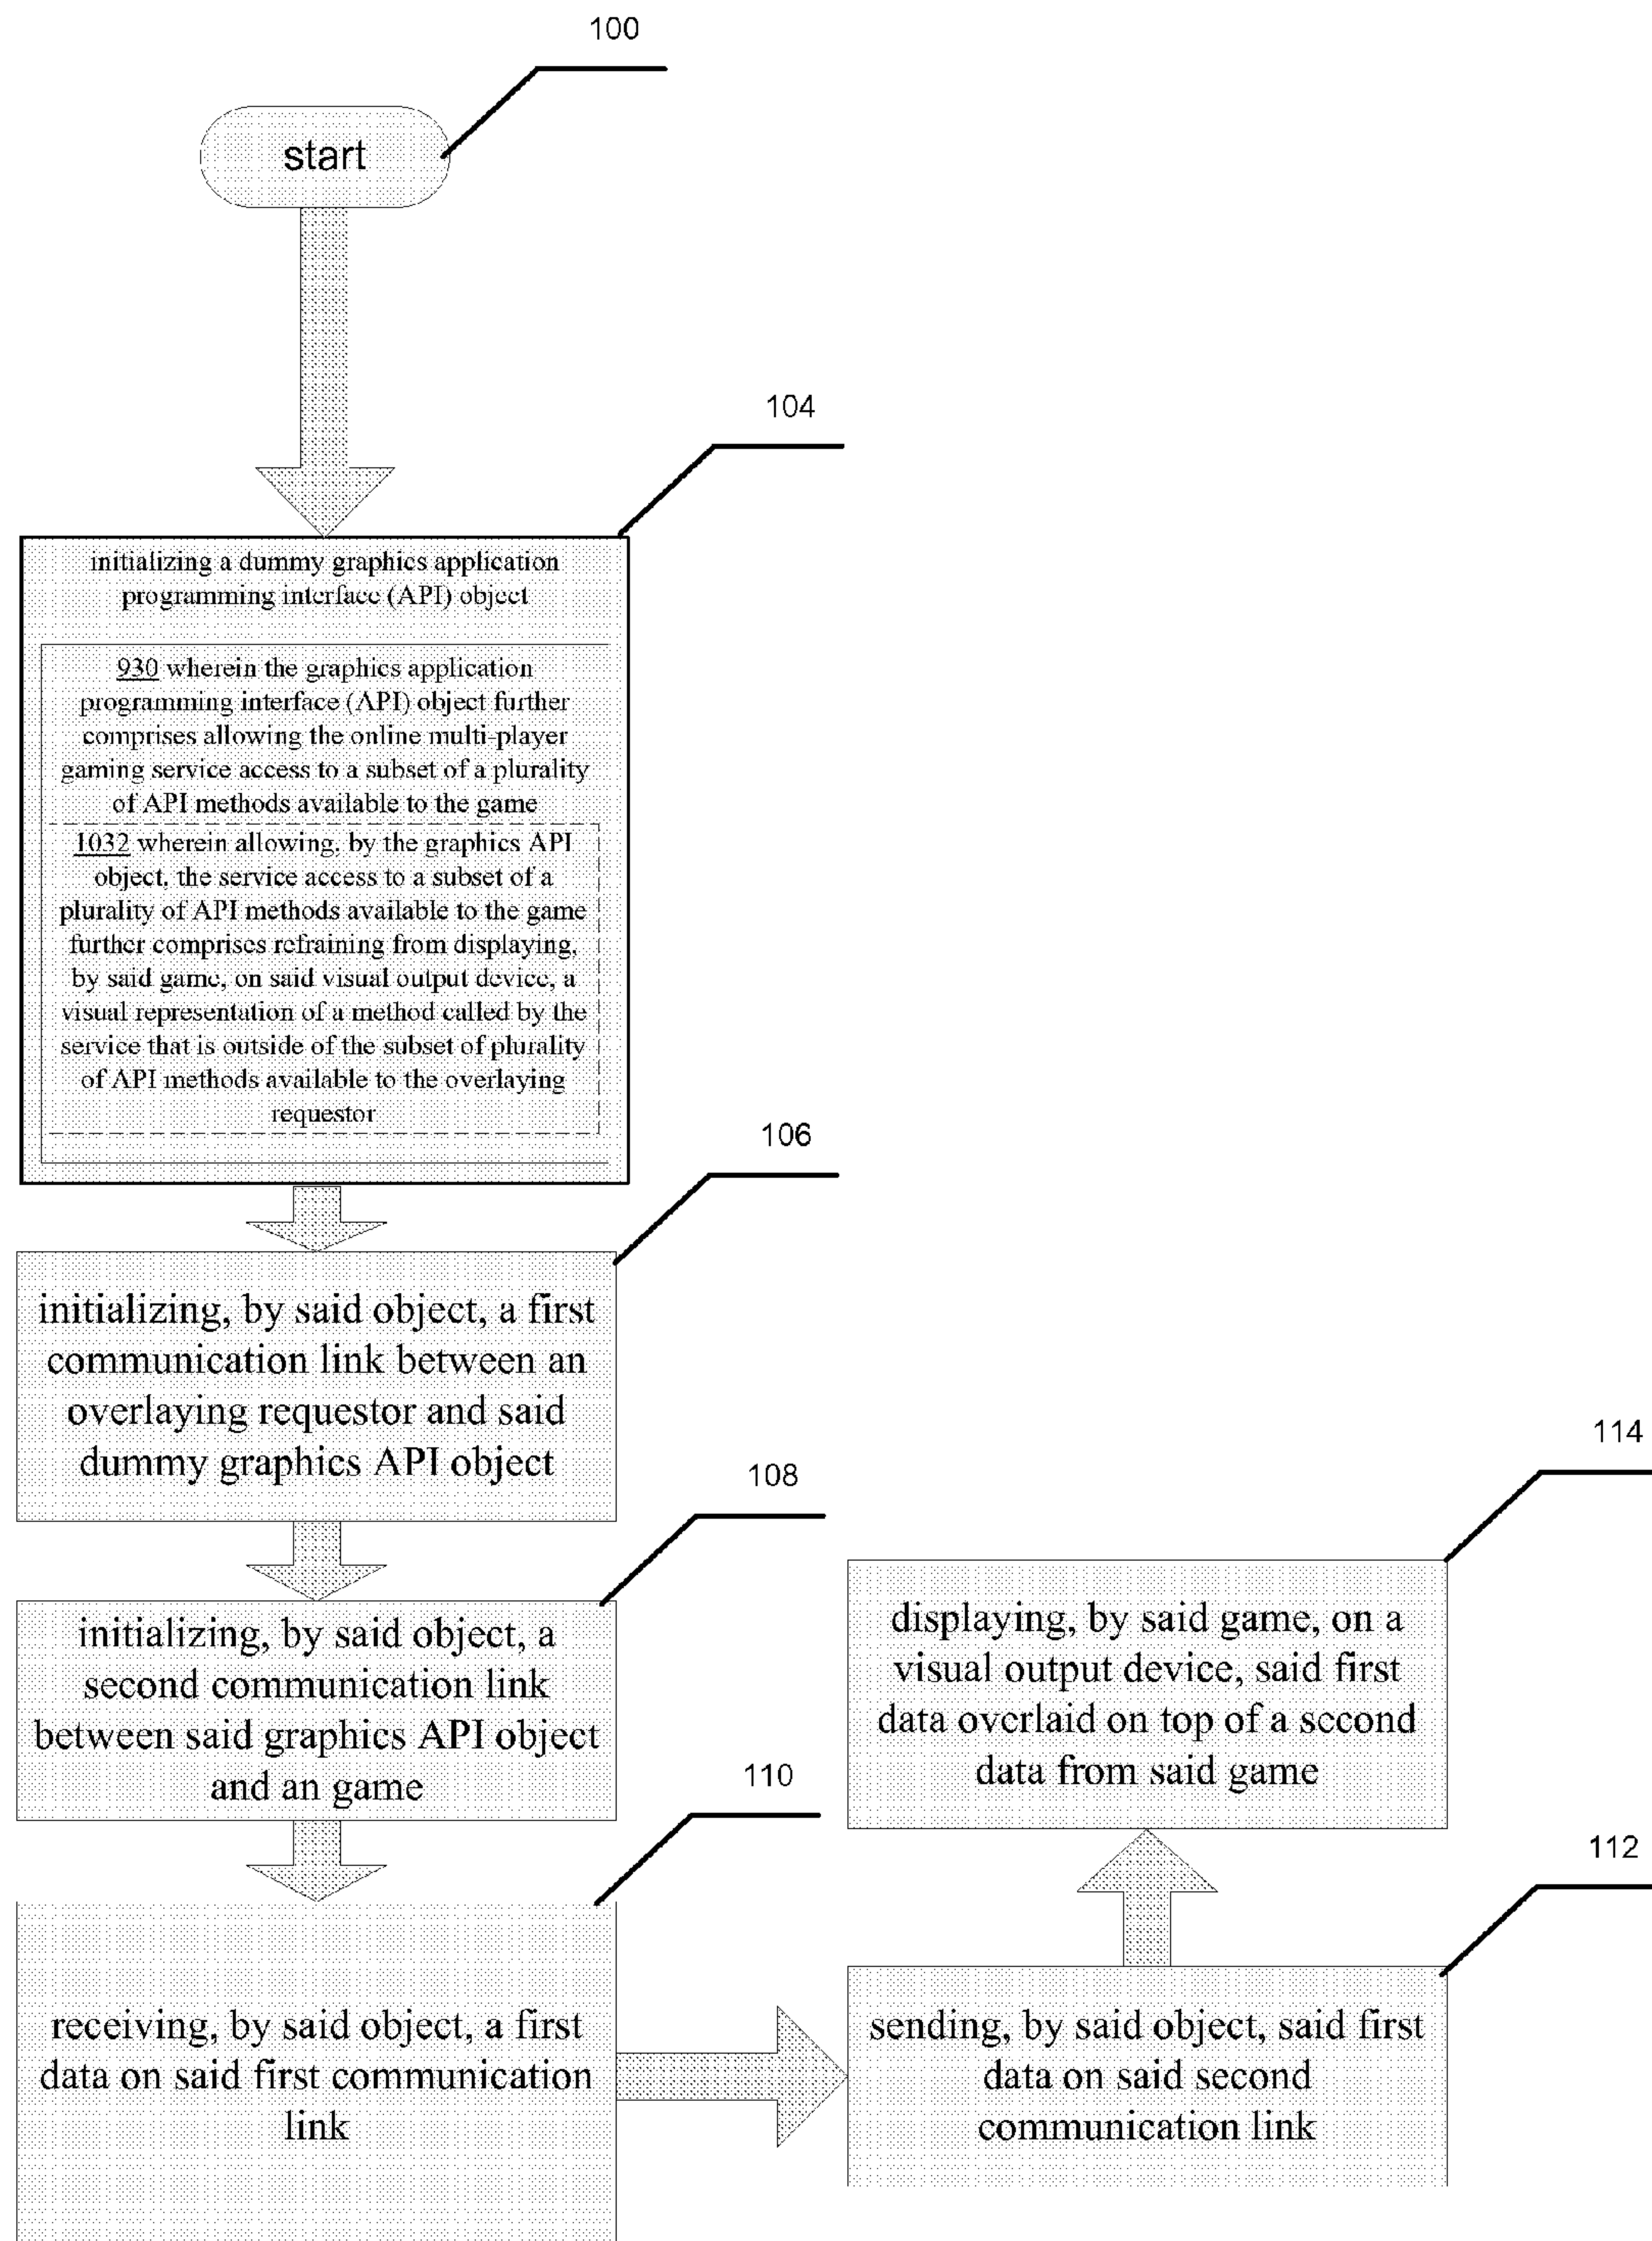 100
start
104
initializing a dummy graphics application
programming interface (API) object
930 wherein the graphics application
programming interface (API) object further
comprises allowing the online multi-player
gaming service access to a subset of a plurality
of API methods available to the game
1032 wherein allowing, by the graphics API
object, the service access to a subset of a
plurality of API methods available to the game
further comprises refraining from displaying,
by said game, on said visual output device, a
visual representation of a method called by the
service that is outside of the subset of plurality
of API methods available to the overlaying
requestor
106
initializing, by said object, a first
communication link between an
overlaying requestor and said
dummy graphics API object
108
initializing, by said object, a
second communication link
between said graphics API object
and an game
110
receiving, by said object, a first
data on said first communication
link
112
sending, by said object, said first
data on said second
communication link
114
displaying, by said game, on a
visual output device, said first
data overlaid on top of a second
data from said game